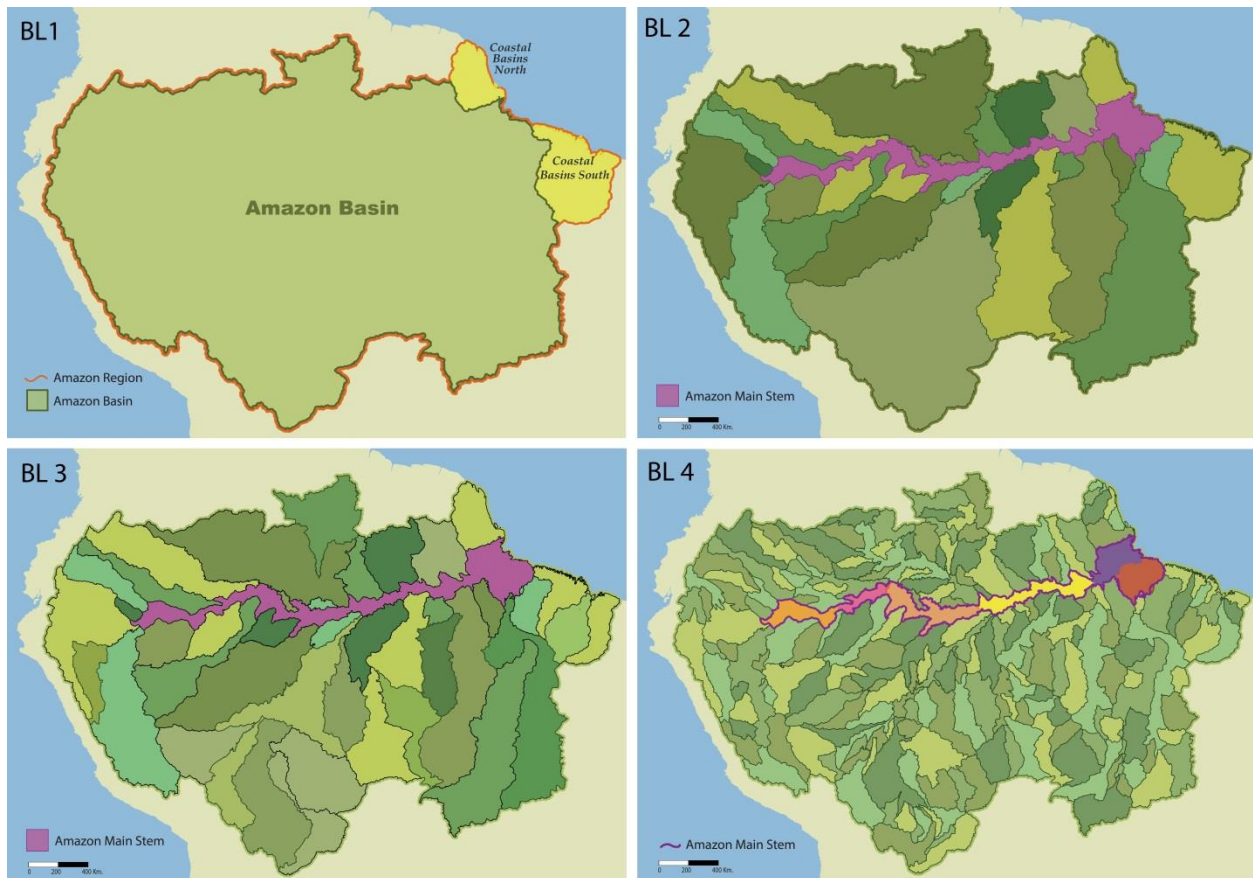 BL1
Coastal
Basins
North
Coastal
Basins South
Amazon Basin
Amazon Region
Amazon Basin
BL 2
Amazon Main Stem
0 200 400 Km.
BL 3
Amazon Main Stem
0 200 400 Km.
BL 4
Amazon Main Stem
0 200 400 Km.